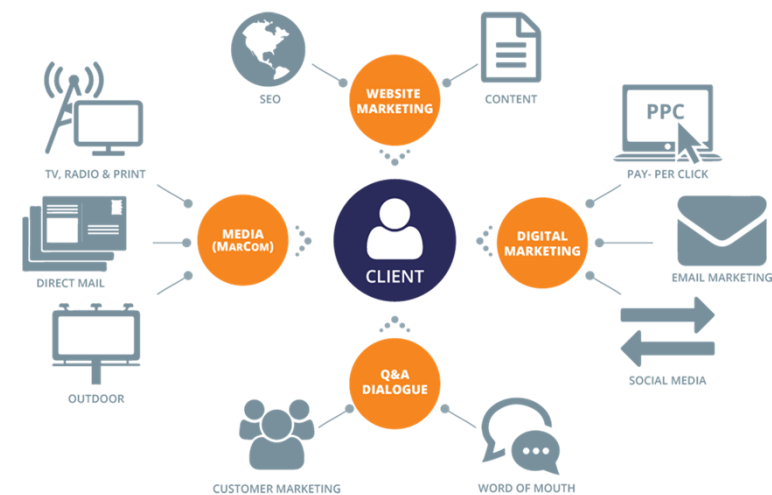 SEO
WEBSITE
MARKETING
CONTENT
TV, RADIO & PRINT
PPC
PAY- PER CLICK
MEDIA
(MARCOM)
CLIENT
DIGITAL
MARKETING
DIRECT MAIL
EMAIL MARKETING
OUTDOOR
SOCIAL MEDIA
Q&A
DIALOGUE
CUSTOMER MARKETING
WORD OF MOUTH